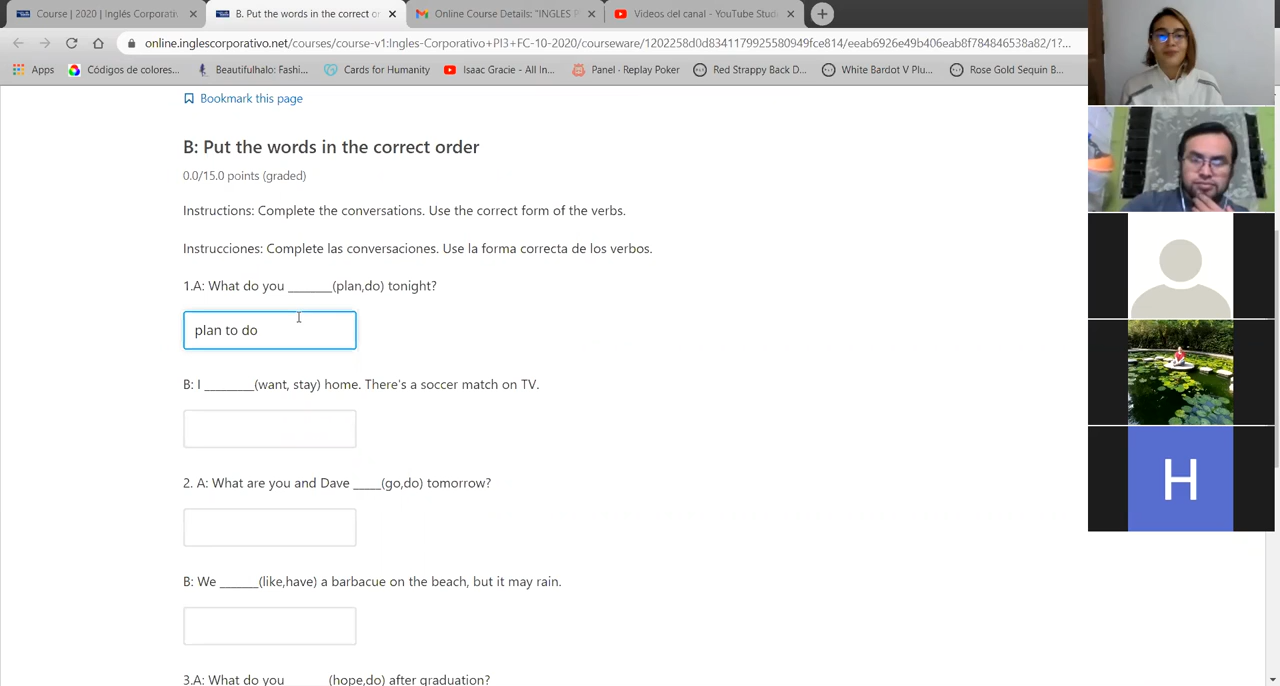 Course | 2020 | Inglés Corporati
B. Put the words in the correct or
Online Course Details: "INGLES P
Videos del canal - YouTube Stud
online.inglescorporativo.net/courses/course-v1:Ingles-Corporativo+PI3+FC-10-2020/courseware/1202258d0d8341179925580949fce814/eeab6926e49b406eab8f784846538a82/1?...
Apps
Códigos de colores...
Beautifulhalo: Fashi...
Cards for Humanity
Isaac Gracie - All In...
Panel · Replay Poker
Red Strappy Back D...
White Bardot V Plu...
Rose Gold Sequin B...
Bookmark this page
B: Put the words in the correct order
0.0/15.0 points (graded)
Instructions: Complete the conversations. Use the correct form of the verbs.
Instrucciones: Complete las conversaciones. Use la forma correcta de los verbos.
1.A: What do you _______(plan,do) tonight?
plan to do
B: I ________(want, stay) home. There's a soccer match on TV.
2. A: What are you and Dave ____(go,do) tomorrow?
B: We ______(like,have) a barbacue on the beach, but it may rain.
3.A: What do you ______ (hope,do) after graduation?
H